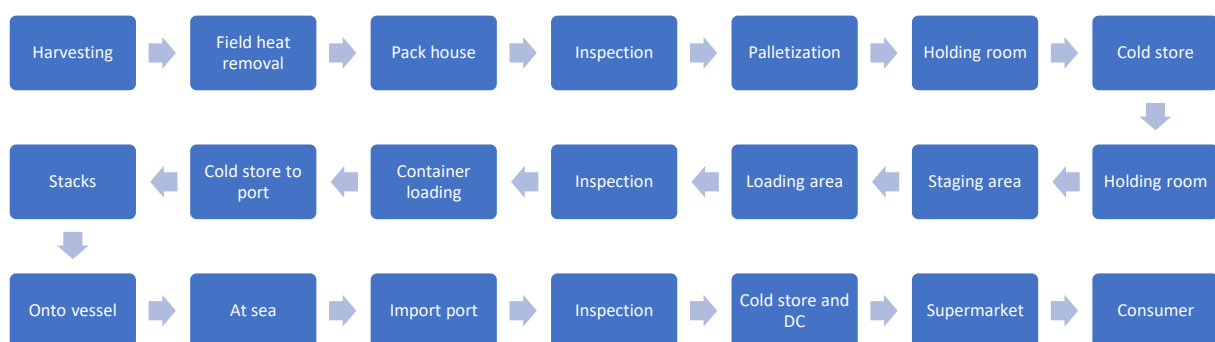 Harvesting
Field heat
removal
Pack house
Inspection
Palletization
Holding room
Cold store
Holding room
Staging area
Loading area
Inspection
Container
loading
Cold store to
port
Stacks
Onto vessel
At sea
Import port
Inspection
Cold store and
DC
Supermarket
Consumer